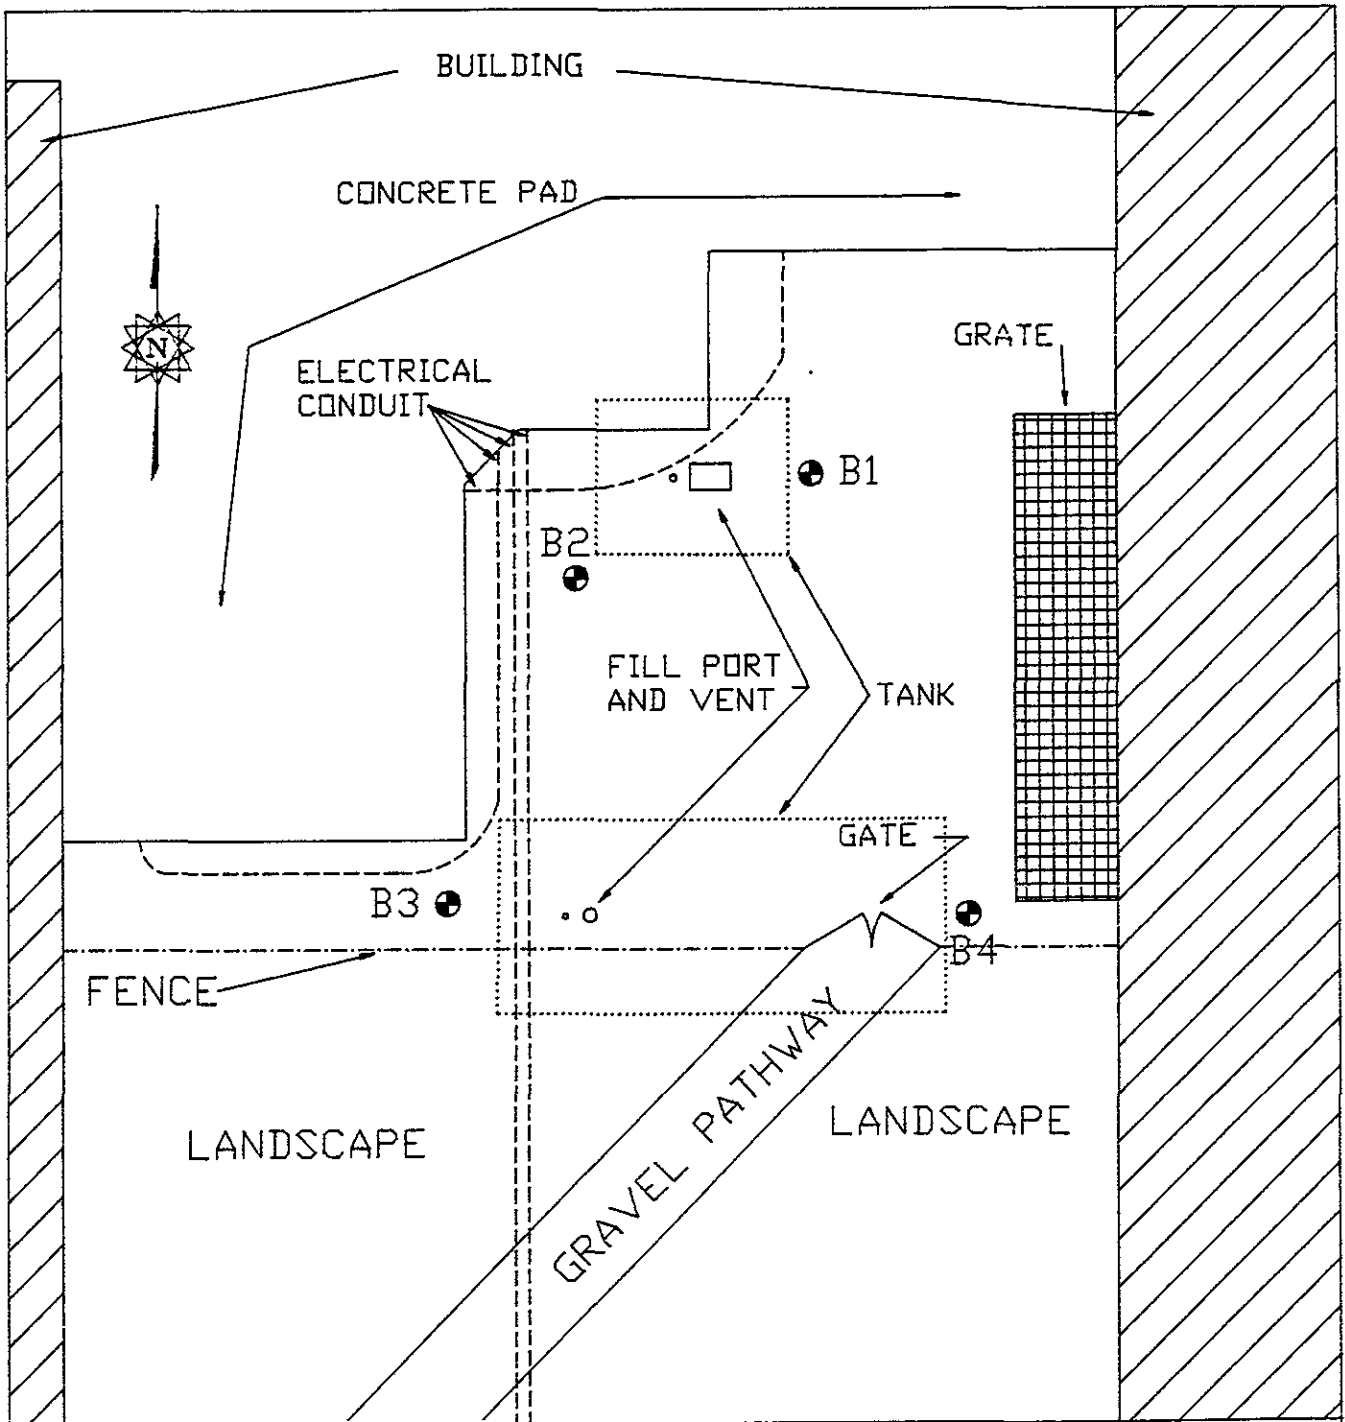 BUILDING
CONCRETE PAD
N
GRATE
ELECTRICAL
CONDUIT
B1
B2
FILL PORT
AND VENT
TANK
GATE
B3
B4
FENCE
GRAVEL PATHWAY
LANDSCAPE
LANDSCAPE